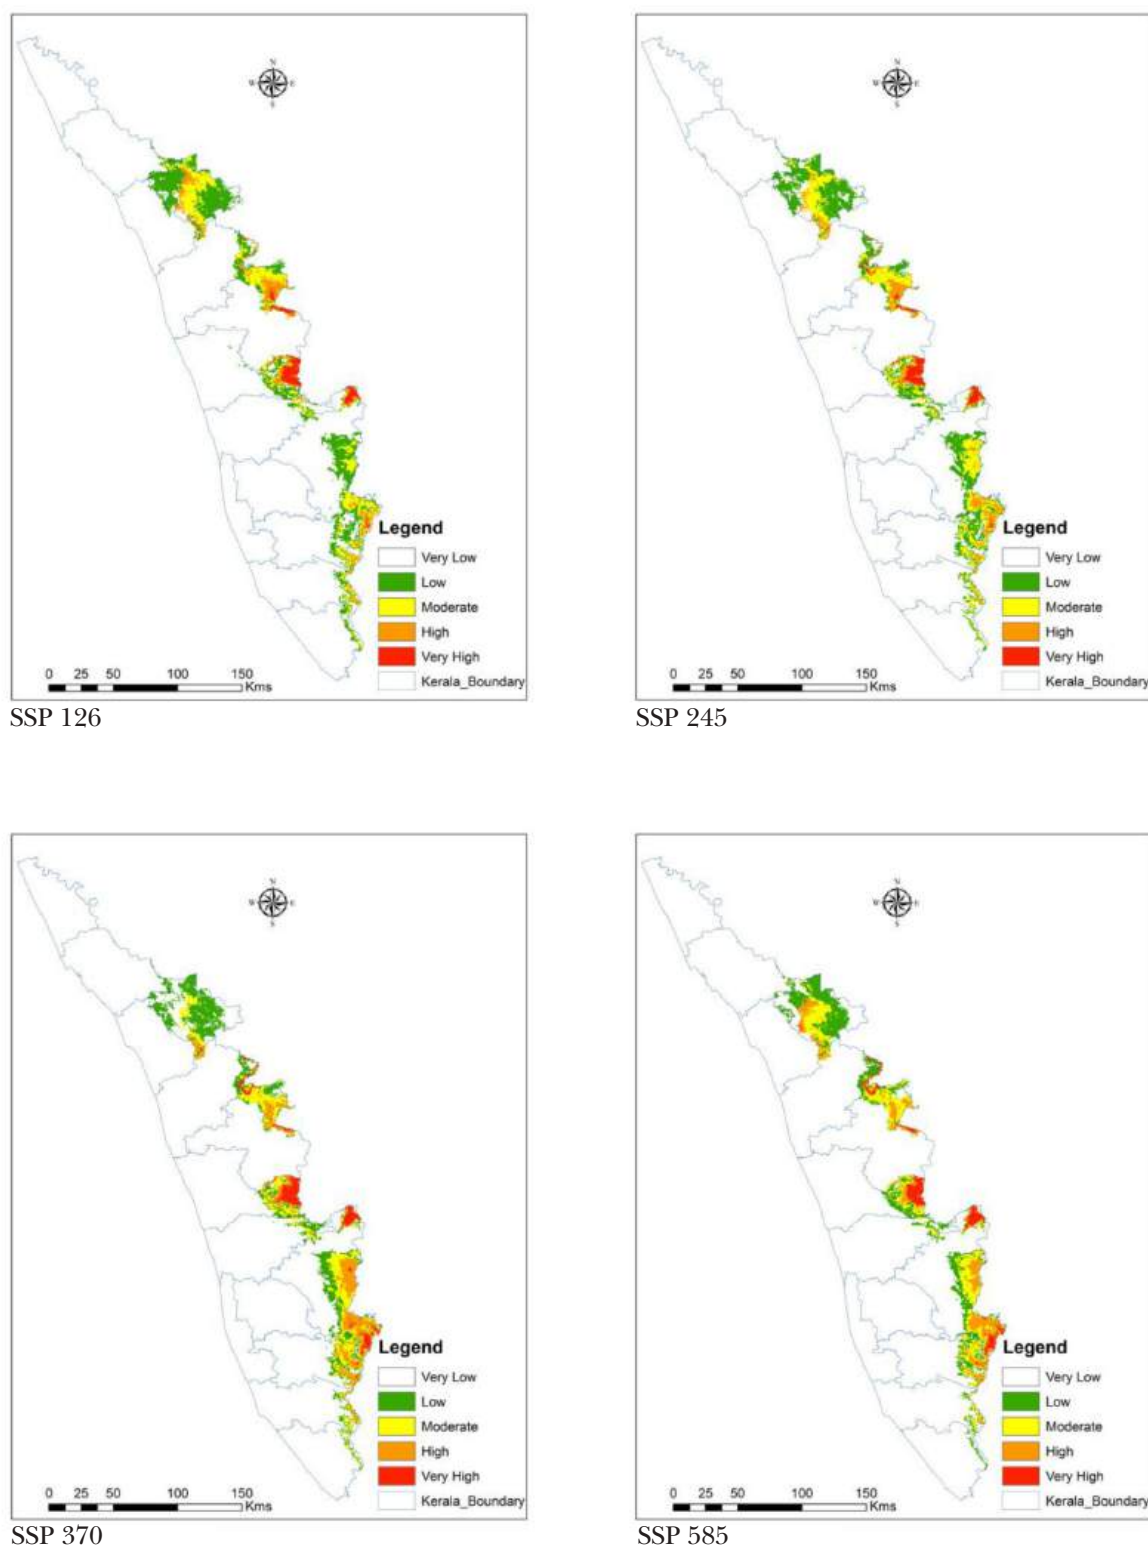 N
W E
S
Legend
Very Low
Low
Moderate
High
Very High
Kerala_Boundary
0 25 50 100 150
Kms
SSP 126
N
W E
S
Legend
Very Low
Low
Moderate
High
Very High
Kerala_Boundary
0 25 50 100 150
Kms
SSP 245
N
W E
S
Legend
Very Low
Low
Moderate
High
Very High
Kerala_Boundary
0 25 50 100 150
Kms
SSP 370
N
W E
S
Legend
Very Low
Low
Moderate
High
Very High
Kerala_Boundary
0 25 50 100 150
Kms
SSP 585